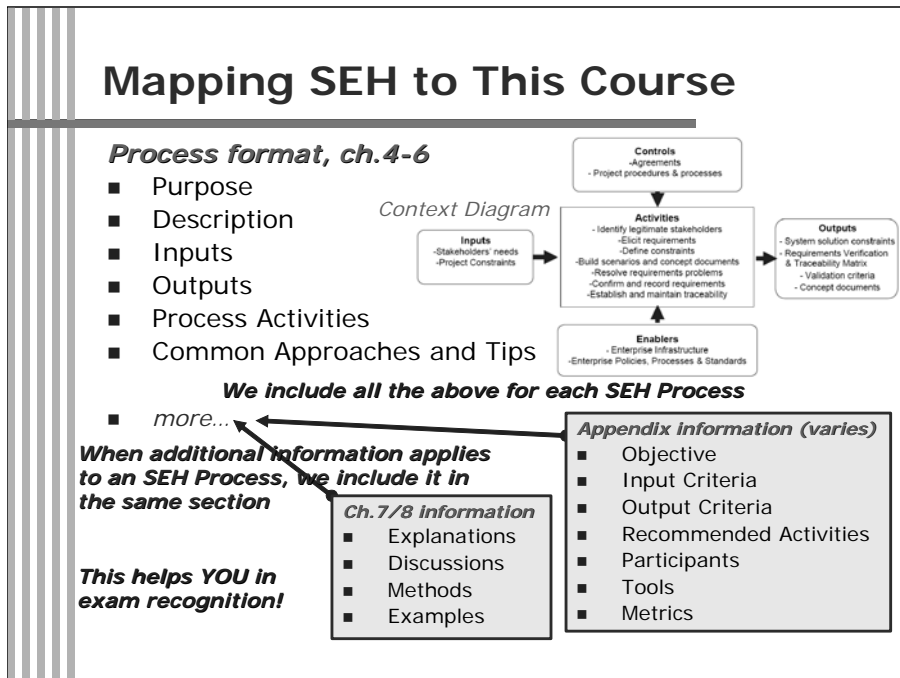 Mapping SEH to This Course
Process format, ch.4-6
■ Purpose
■ Description
■ Inputs
■ Outputs
■ Process Activities
■ Common Approaches and Tips
Context Diagram
Controls
-Agreements
- Project procedures & processes
Inputs
-Stakeholders' needs
-Project Constraints
Activities
- Identify legitimate stakeholders
-Elicit requirements
-Define constraints
-Build scenarios and concept documents
-Resolve requirements problems
-Confirm and record requirements
-Establish and maintain traceability
Outputs
- System solution constraints
- Requirements Verification
& Traceability Matrix
- Validation criteria
- Concept documents
Enablers
- Enterprise Infrastructure
-Enterprise Policies, Processes & Standards
We include all the above for each SEH Process
■ more...
When additional information applies
to an SEH Process, we include it in
the same section
This helps YOU in
exam recognition!
Ch.7/8 information
■ Explanations
■ Discussions
■ Methods
■ Examples
Appendix information (varies)
■ Objective
■ Input Criteria
■ Output Criteria
■ Recommended Activities
■ Participants
■ Tools
■ Metrics